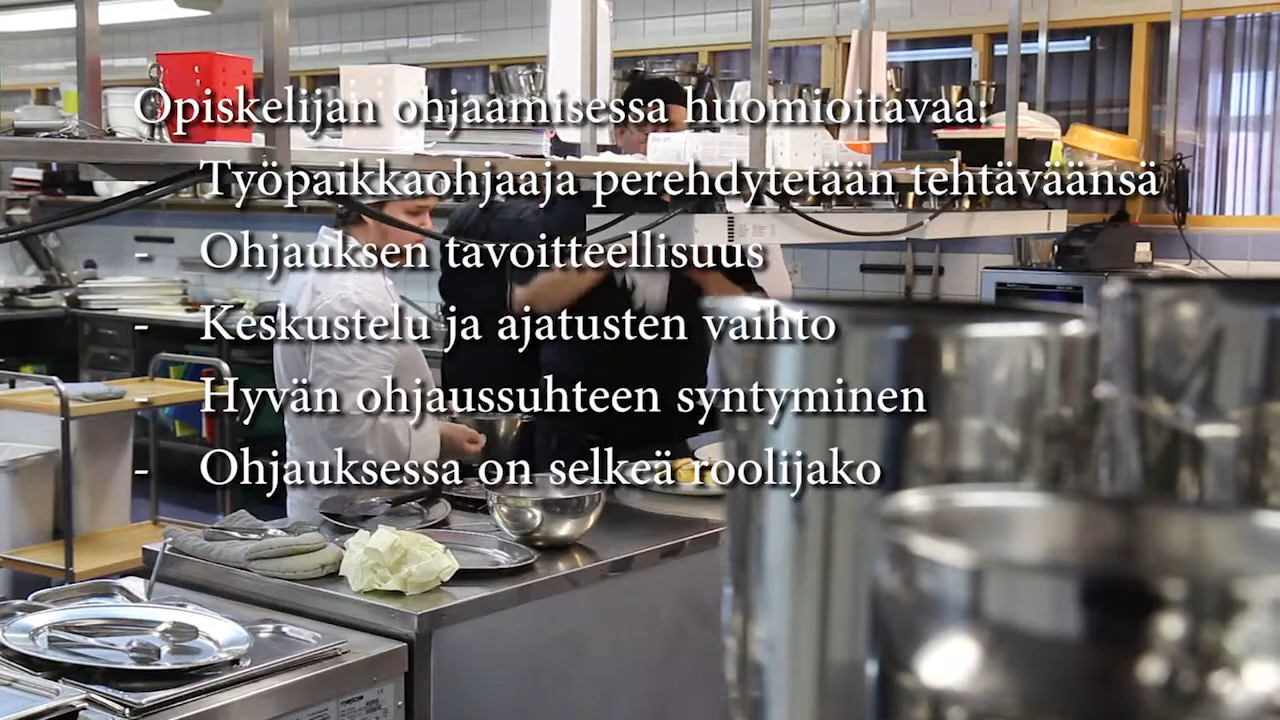 Opiskelijan ohjaamisessa huomioitavaa:
- Työpaikkaohjaaja perehdytetään tehtäväänsä
- Ohjauksen tavoitteellisuus
- Keskustelu ja ajatusten vaihto
- Hyvän ohjaussuhteen syntyminen
- Ohjauksessa on selkeä roolijako
metos